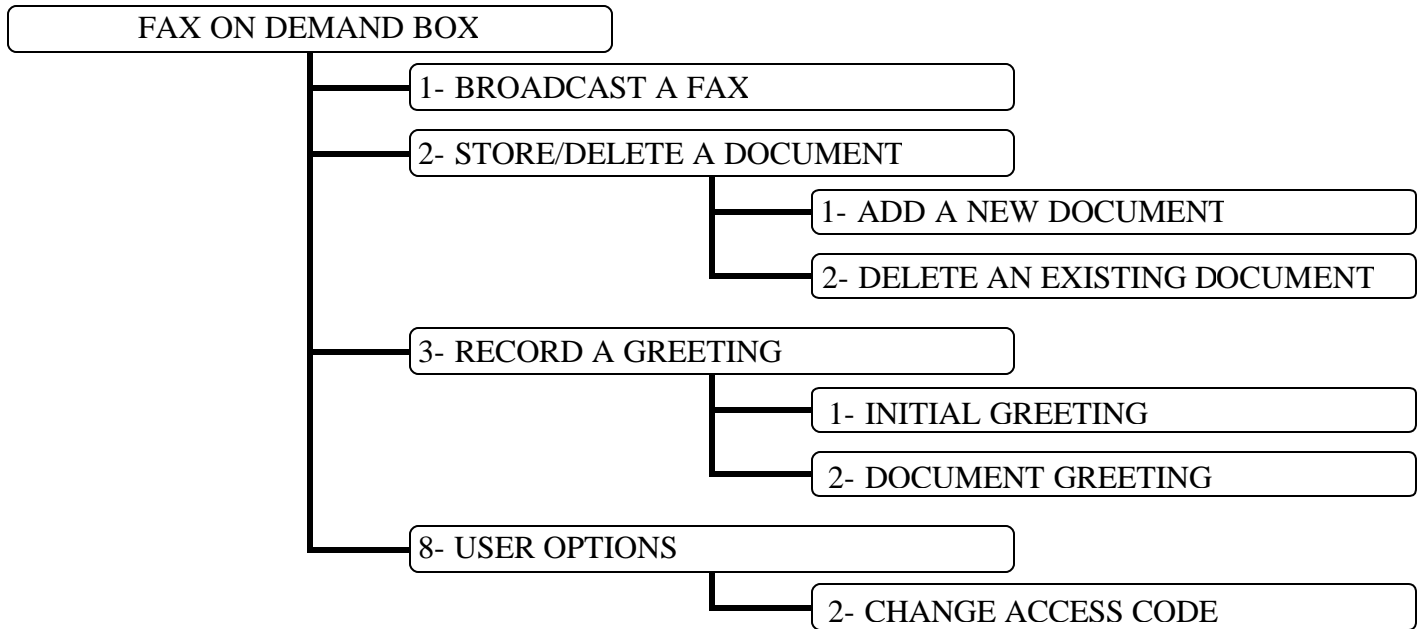 FAX ON DEMAND BOX
1- BROADCAST A FAX
2- STORE/DELETE A DOCUMENT
1- ADD A NEW DOCUMENT
2- DELETE AN EXISTING DOCUMENT
3- RECORD A GREETING
1- INITIAL GREETING
2- DOCUMENT GREETING
8- USER OPTIONS
2- CHANGE ACCESS CODE